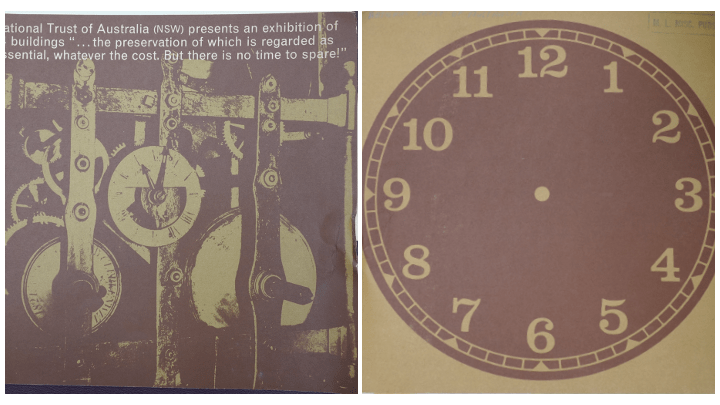 ational Trust of Australia (NSW) presents an exhibition of
buildings “...the preservation of which is regarded as
ssential, whatever the cost. But there is no time to spare!”
12
11 1
10 2
9 3
8 4
7 5
6